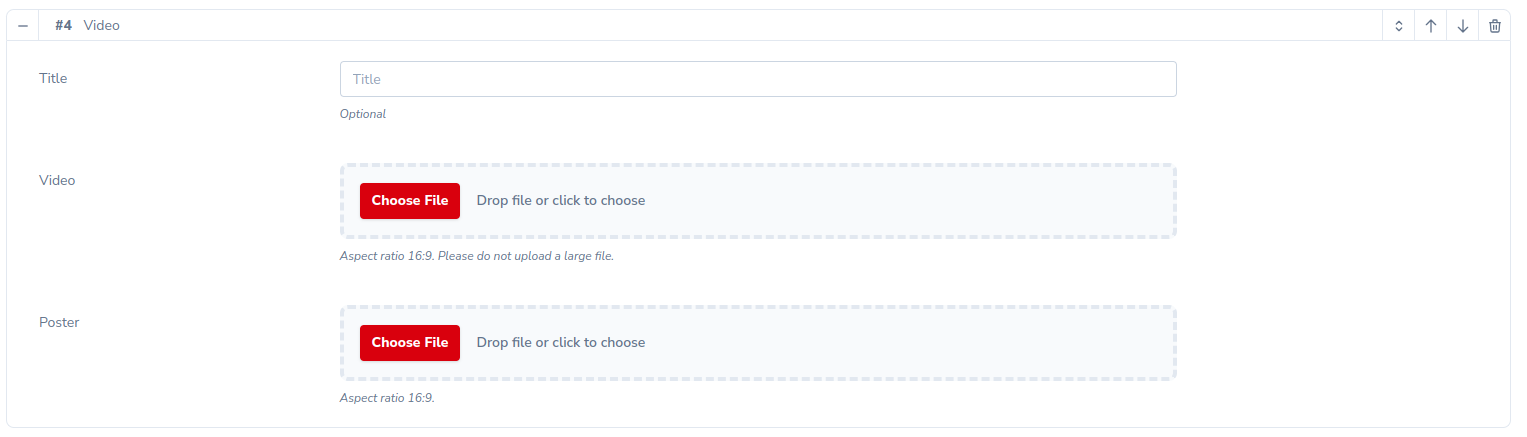 #4 Video
Title
Title
Optional
Video
Choose File Drop file or click to choose
Aspect ratio 16:9. Please do not upload a large file.
Poster
Choose File Drop file or click to choose
Aspect ratio 16:9.